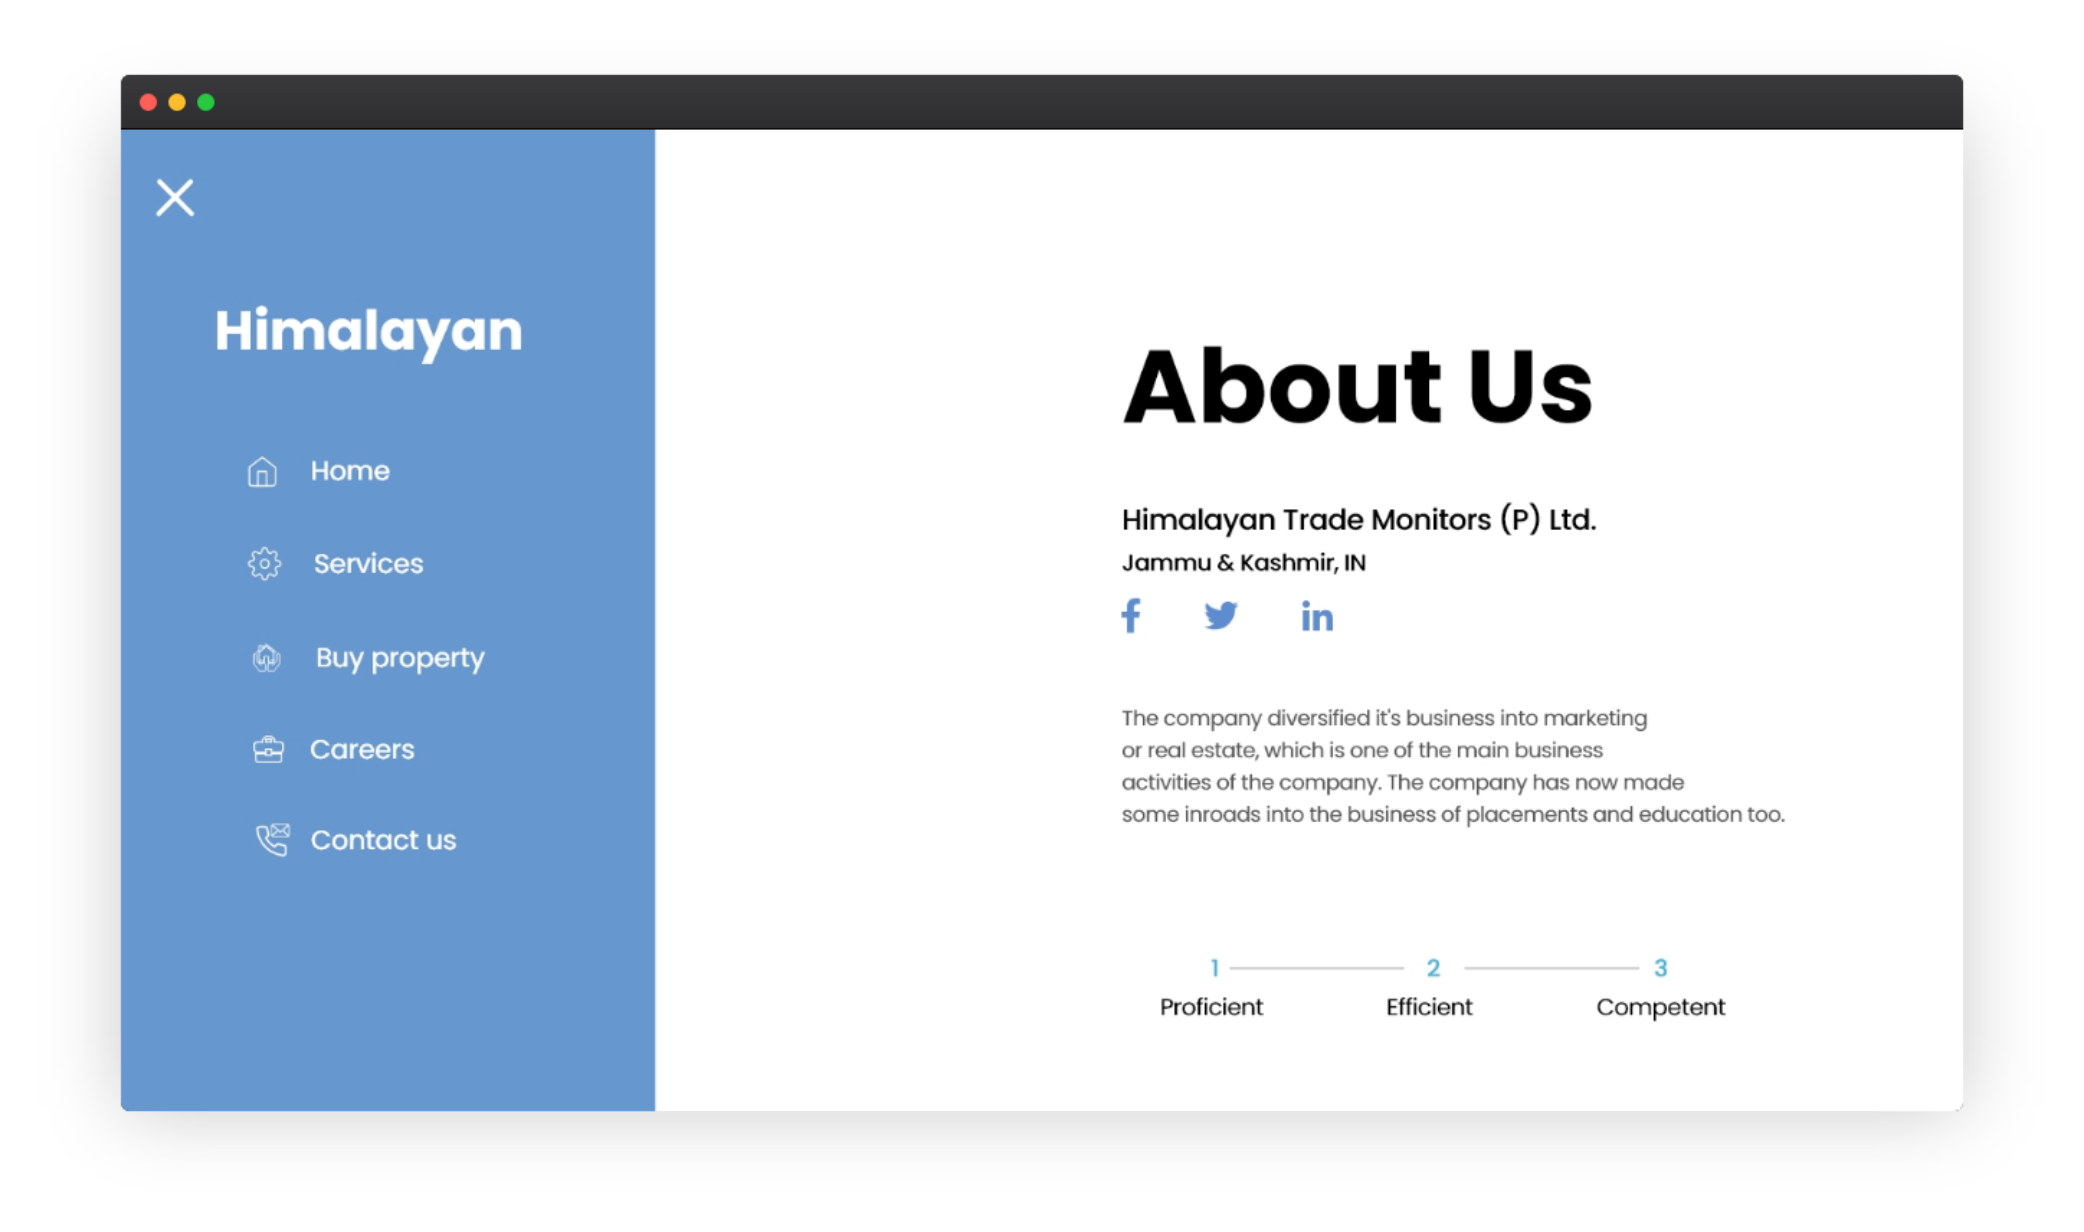 Himalayan
Home
Services
Buy property
Careers
Contact us
About Us
Himalayan Trade Monitors (P) Ltd.
Jammu & Kashmir, IN
The company diversified it's business into marketing
or real estate, which is one of the main business
activities of the company. The company has now made
some inroads into the business of placements and education too.
1 2 3
Proficient Efficient Competent